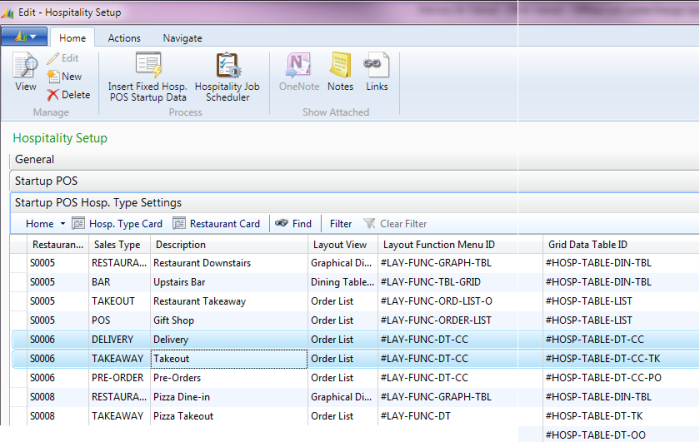 Edit - Hospitality Setup
Home Actions Navigate
View Edit New Delete Insert Fixed Hosp. POS Startup Data Hospitality Job Scheduler OneNote Notes Links
Manage Process Show Attached
Hospitality Setup
General
Startup POS
Startup POS Hosp. Type Settings
Home Hosp. Type Card Restaurant Card Find Filter Clear Filter
Restauran... Sales Type Description Layout View Layout Function Menu ID Grid Data Table ID
S0005 RESTAURA... Restaurant Downstairs Graphical Di... #LAY-FUNC-GRAPH-TBL #HOSP-TABLE-DIN-TBL
S0005 BAR Upstairs Bar Dining Table... #LAY-FUNC-TBL-GRID #HOSP-TABLE-DIN-TBL
S0005 TAKEOUT Restaurant Takeaway Order List #LAY-FUNC-ORD-LIST-O #HOSP-TABLE-LIST
S0005 POS Gift Shop Order List #LAY-FUNC-ORDER-LIST #HOSP-TABLE-LIST
S0006 DELIVERY Delivery Order List #LAY-FUNC-DT-CC #HOSP-TABLE-DT-CC
S0006 TAKEAWAY Takeout Order List #LAY-FUNC-DT-CC #HOSP-TABLE-DT-CC-TK
S0006 PRE-ORDER Pre-Orders Order List #LAY-FUNC-DT-CC #HOSP-TABLE-DT-CC-PO
S0008 RESTAURA... Pizza Dine-in Graphical Di... #LAY-FUNC-GRAPH-TBL #HOSP-TABLE-DIN-TBL
S0008 TAKEAWAY Pizza Takeout Order List #LAY-FUNC-DT #HOSP-TABLE-DT-TK
#HOSP-TABLE-DT-OO